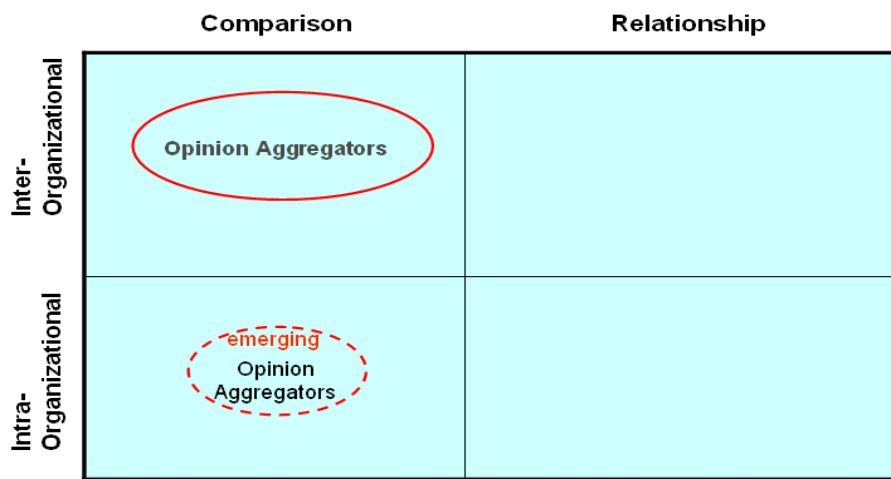 Comparison
Relationship
Inter-
Organizational
Opinion Aggregators
Intra-
Organizational
emerging
Opinion
Aggregators